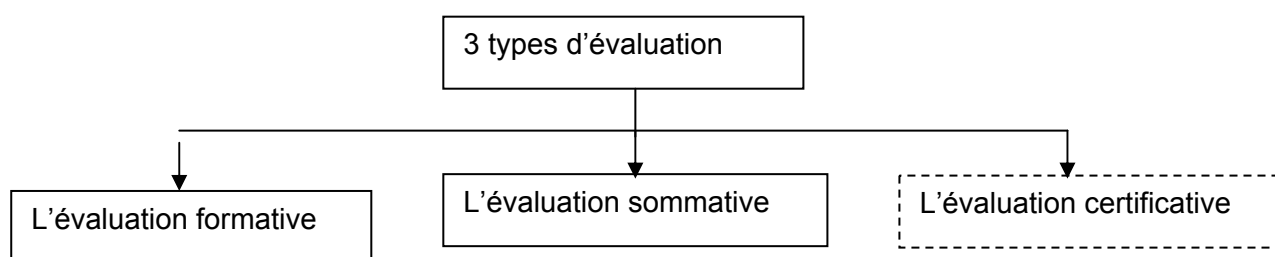 3 types d’évaluation
L’évaluation formative
L’évaluation sommative
L’évaluation certificative